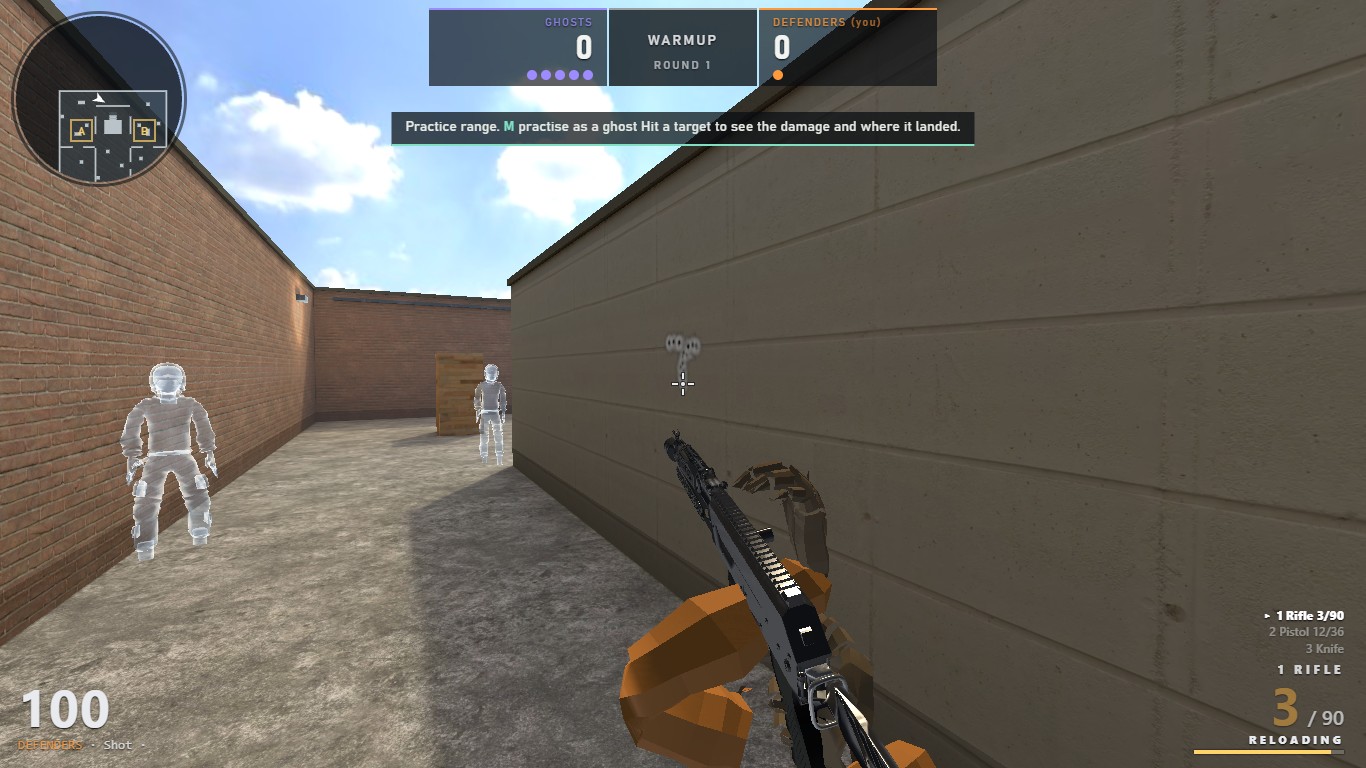 GHOSTS
0
WARMUP
ROUND 1
DEFENDERS (you)
0
Practice range. M practise as a ghost Hit a target to see the damage and where it landed.
A
B
1 Rifle 3/90
2 Pistol 12/36
3 Knife
1 RIFLE
3 / 90
RELOADING
100
DEFENDERS · Shot ·